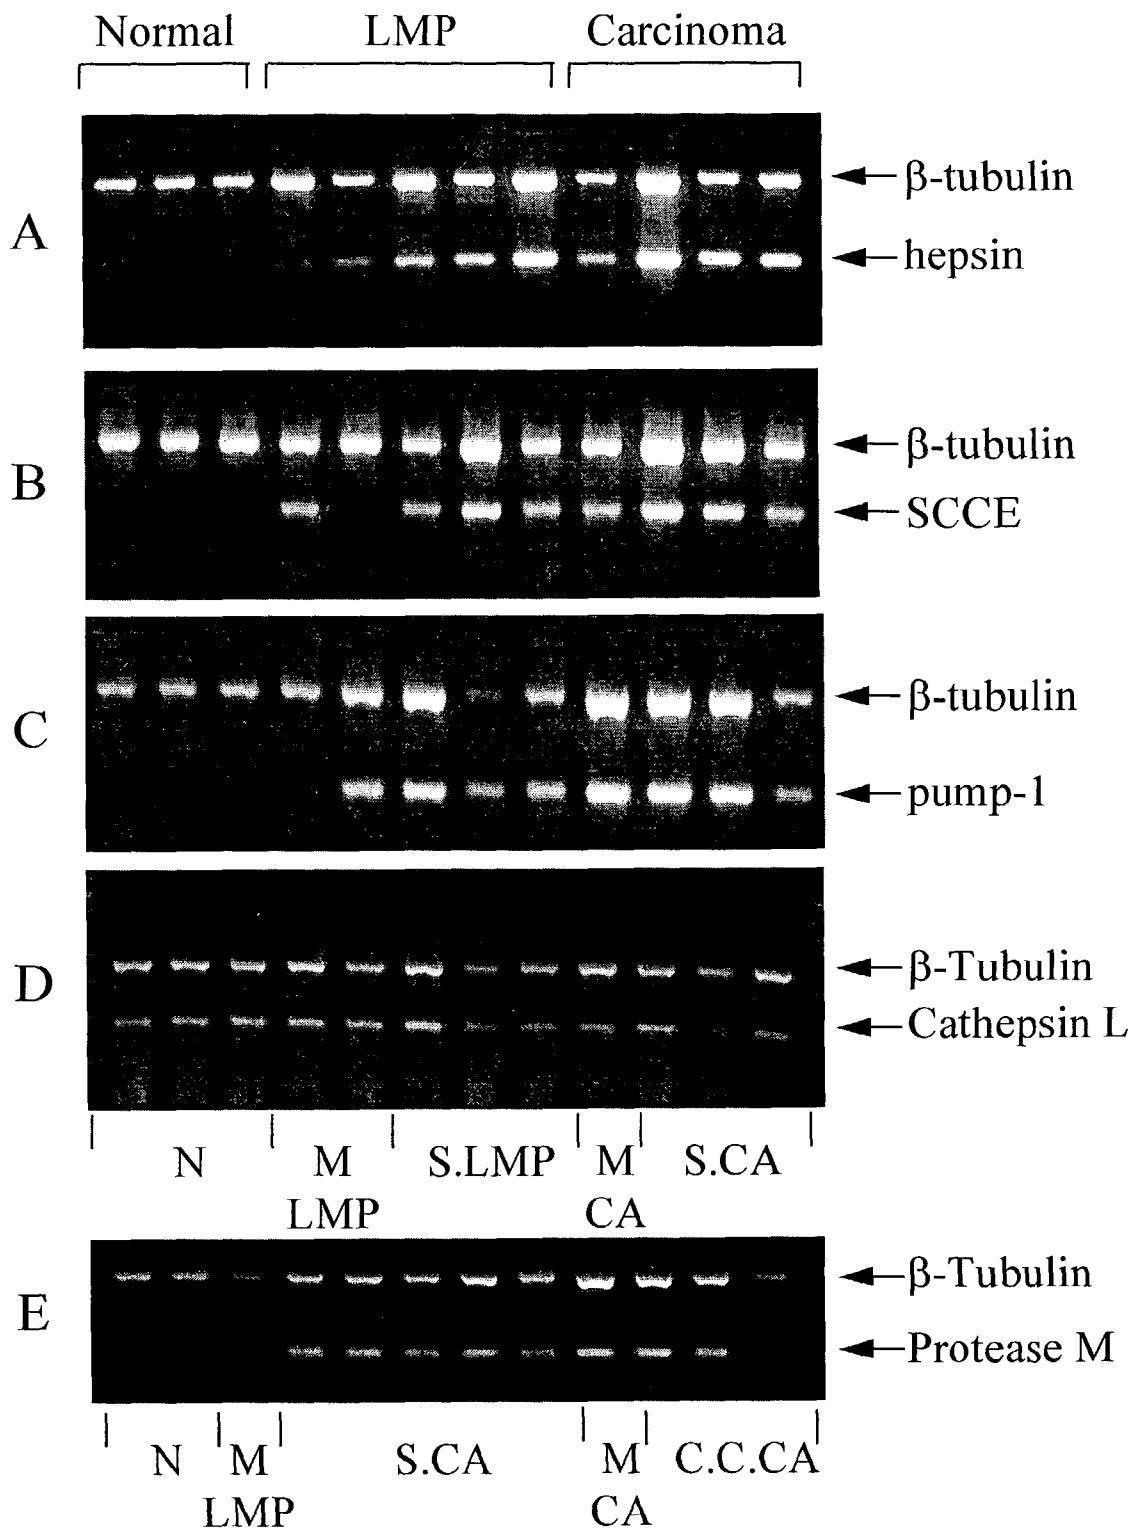 Normal LMP Carcinoma
A
β-tubulin
hepsin
B
β-tubulin
SCCE
C
β-tubulin
pump-1
D
β-Tubulin
Cathepsin L
N M S.LMP M S.CA
LMP CA
E
β-Tubulin
Protease M
N M S.CA M C.C.CA
LMP CA